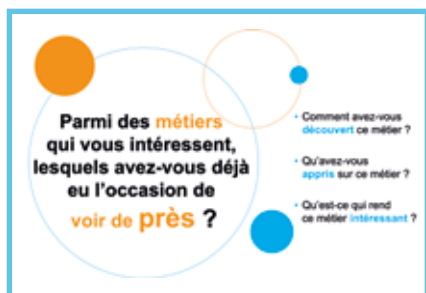 Parmi des métiers
qui vous intéressent,
lesquels avez-vous déjà
eu l'occasion de
voir de près ?
• Comment avez-vous
découvert ce métier ?
• Qu'avez-vous
appris sur ce métier ?
• Qu'est-ce qui rend
ce métier intéressant ?